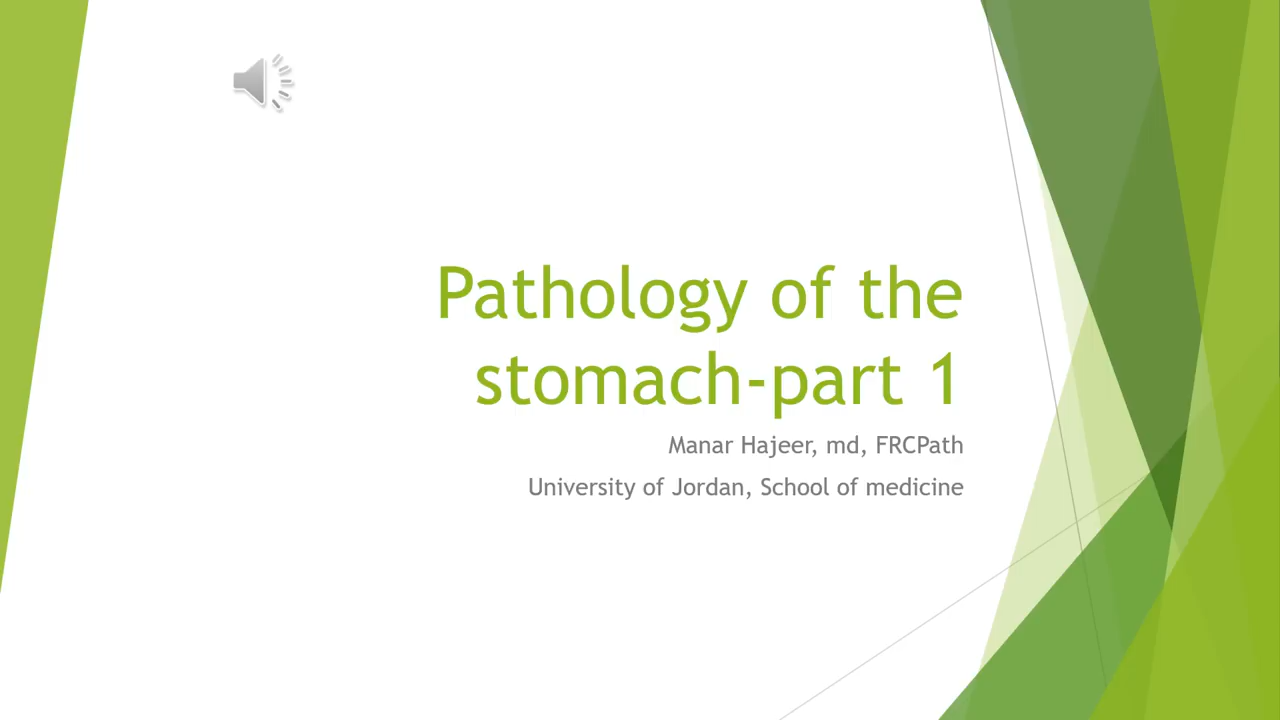 Pathology of the
stomach-part 1
Manar Hajeer, md, FRCPath
University of Jordan, School of medicine